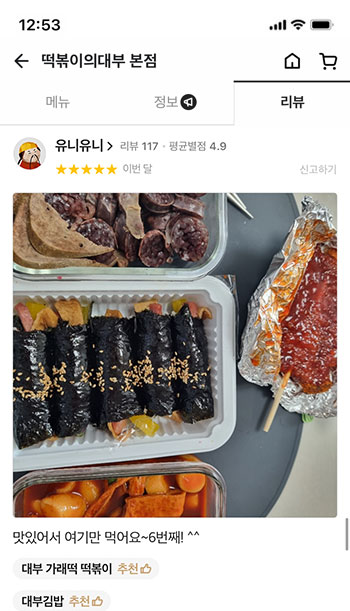 12:53
떡볶이의대부 본점
메뉴
정보
리뷰
유니유니 > 리뷰 117 · 평균별점 4.9
★★★★★ 이번 달
신고하기
맛있어서 여기만 먹어요~6번째! ^^
대부 가래떡 떡볶이 추천
대부김밥 추천